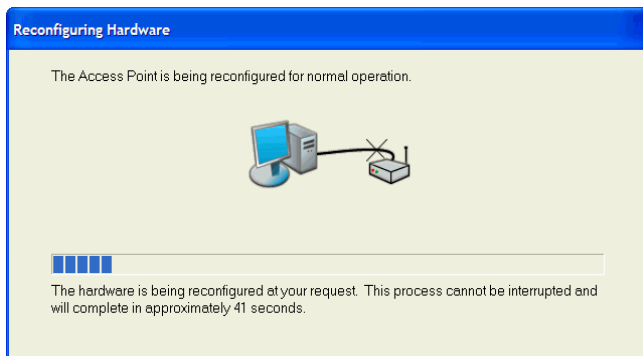 Reconfiguring Hardware
The Access Point is being reconfigured for normal operation.
The hardware is being reconfigured at your request. This process cannot be interrupted and
will complete in approximately 41 seconds.